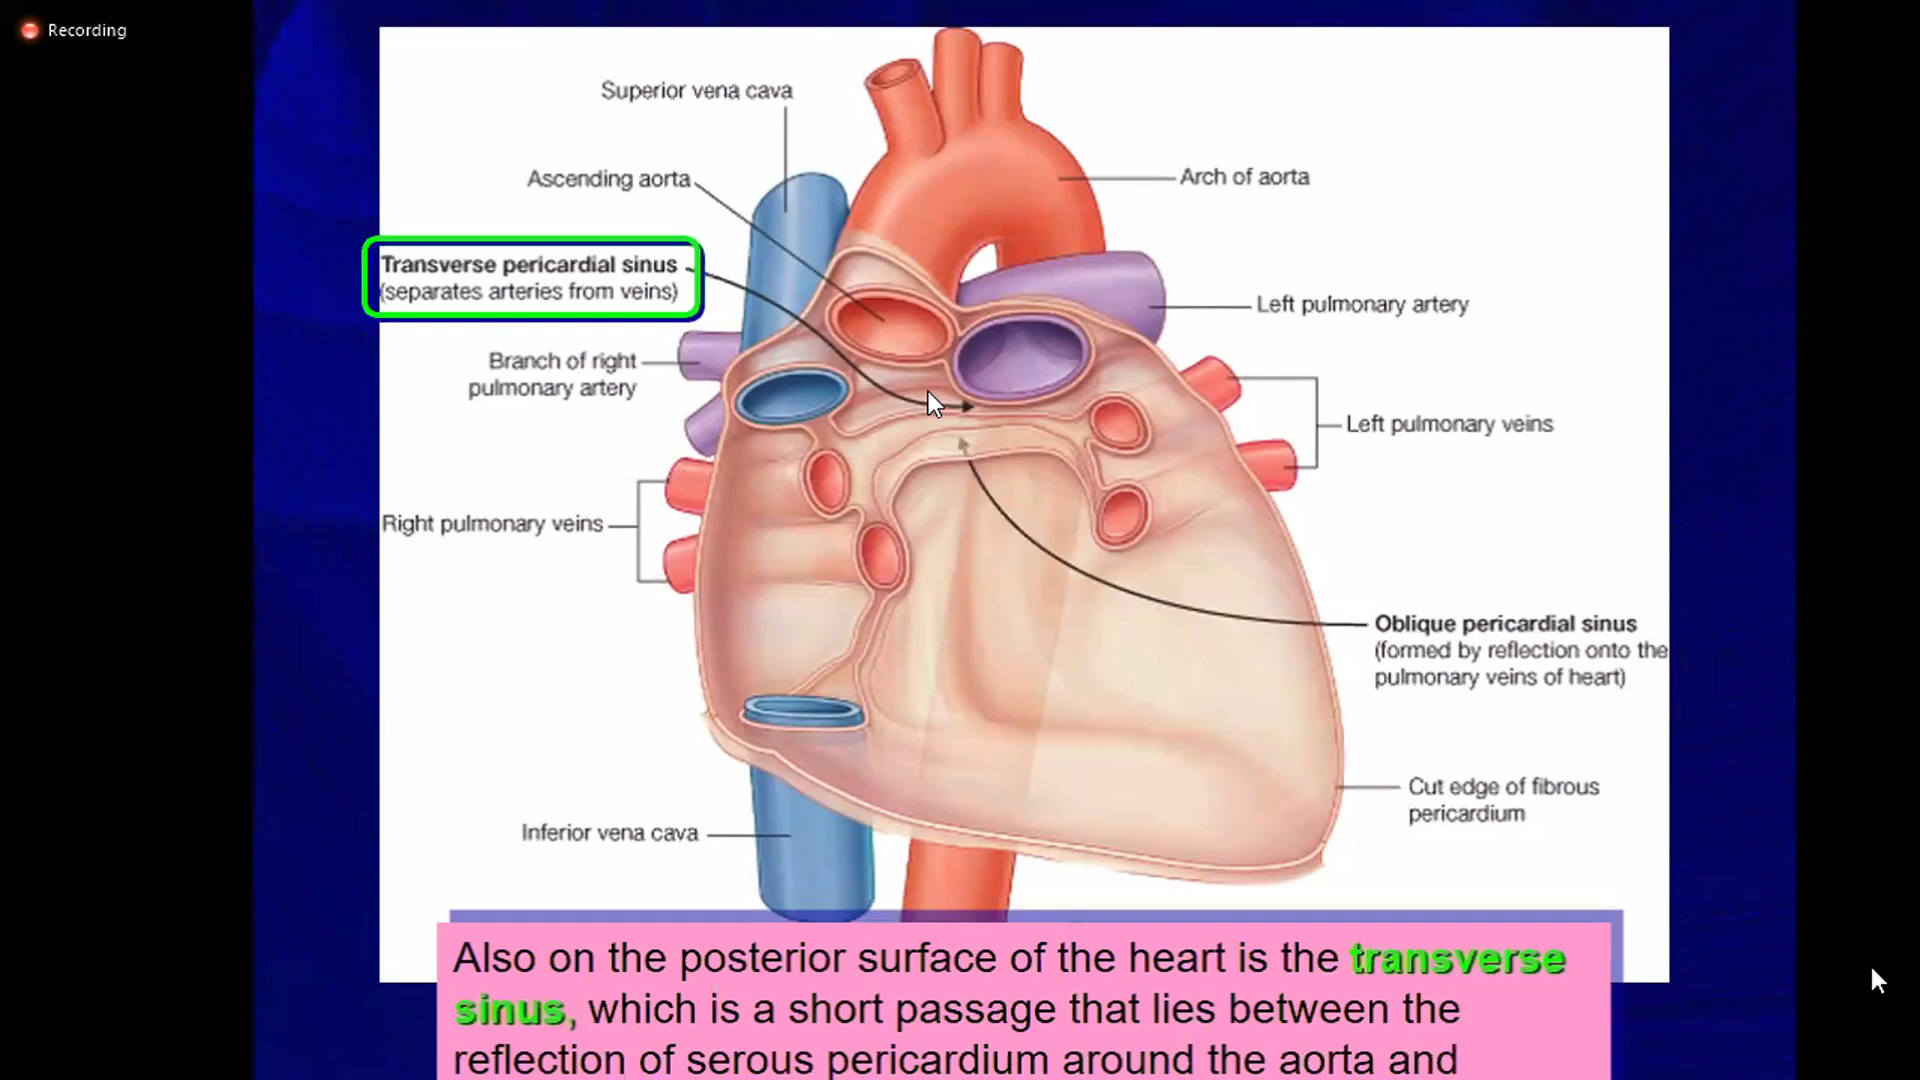 Recording
Superior vena cava
Ascending aorta
Arch of aorta
Transverse pericardial sinus
(separates arteries from veins)
Left pulmonary artery
Branch of right
pulmonary artery
Left pulmonary veins
Right pulmonary veins
Oblique pericardial sinus
(formed by reflection onto the
pulmonary veins of heart)
Cut edge of fibrous
pericardium
Inferior vena cava
Also on the posterior surface of the heart is the transverse
sinus, which is a short passage that lies between the
reflection of serous pericardium around the aorta and